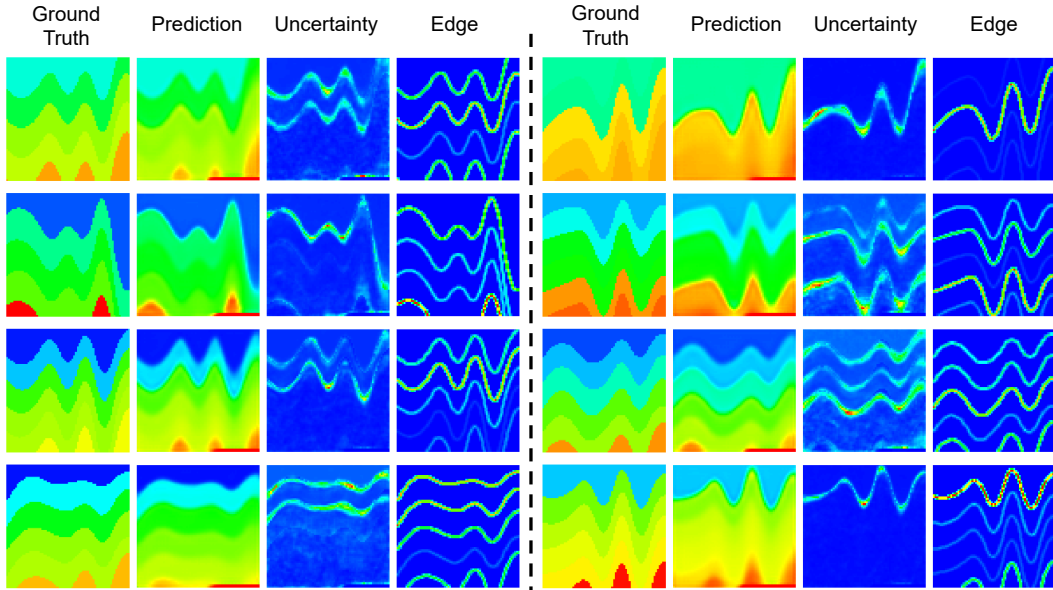 Ground
Truth
Prediction
Uncertainty
Edge
Ground
Truth
Prediction
Uncertainty
Edge